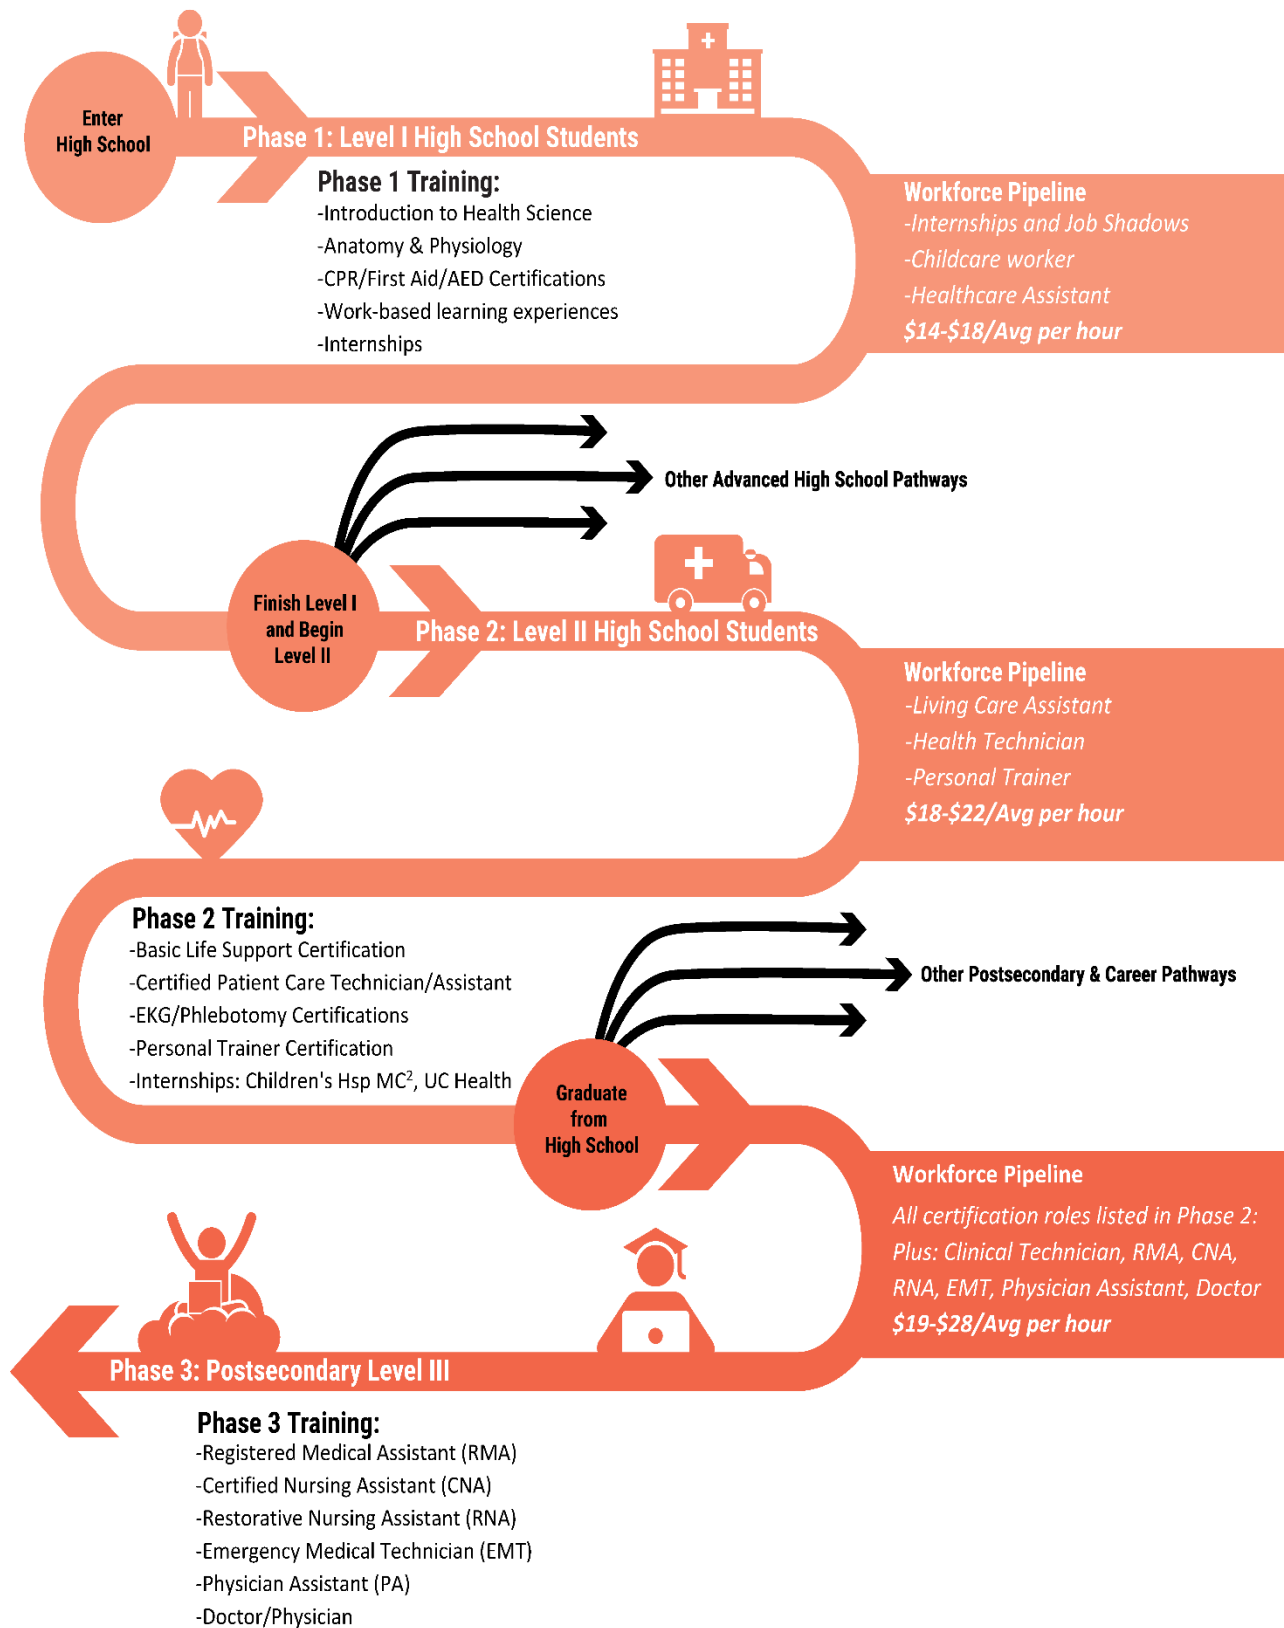 Enter
High School
Phase 1: Level I High School Students
Phase 1 Training:
-Introduction to Health Science
-Anatomy & Physiology
-CPR/First Aid/AED Certifications
-Work-based learning experiences
-Internships
Workforce Pipeline
-Internships and Job Shadows
-Childcare worker
-Healthcare Assistant
$14-$18/Avg per hour
Other Advanced High School Pathways
Finish Level I
and Begin
Level II
Phase 2: Level II High School Students
Workforce Pipeline
-Living Care Assistant
-Health Technician
-Personal Trainer
$18-$22/Avg per hour
Phase 2 Training:
-Basic Life Support Certification
-Certified Patient Care Technician/Assistant
-EKG/Phlebotomy Certifications
-Personal Trainer Certification
-Internships: Children's Hsp MC², UC Health
Other Postsecondary & Career Pathways
Graduate
from
High School
Workforce Pipeline
All certification roles listed in Phase 2:
Plus: Clinical Technician, RMA, CNA,
RNA, EMT, Physician Assistant, Doctor
$19-$28/Avg per hour
Phase 3: Postsecondary Level III
Phase 3 Training:
-Registered Medical Assistant (RMA)
-Certified Nursing Assistant (CNA)
-Restorative Nursing Assistant (RNA)
-Emergency Medical Technician (EMT)
-Physician Assistant (PA)
-Doctor/Physician